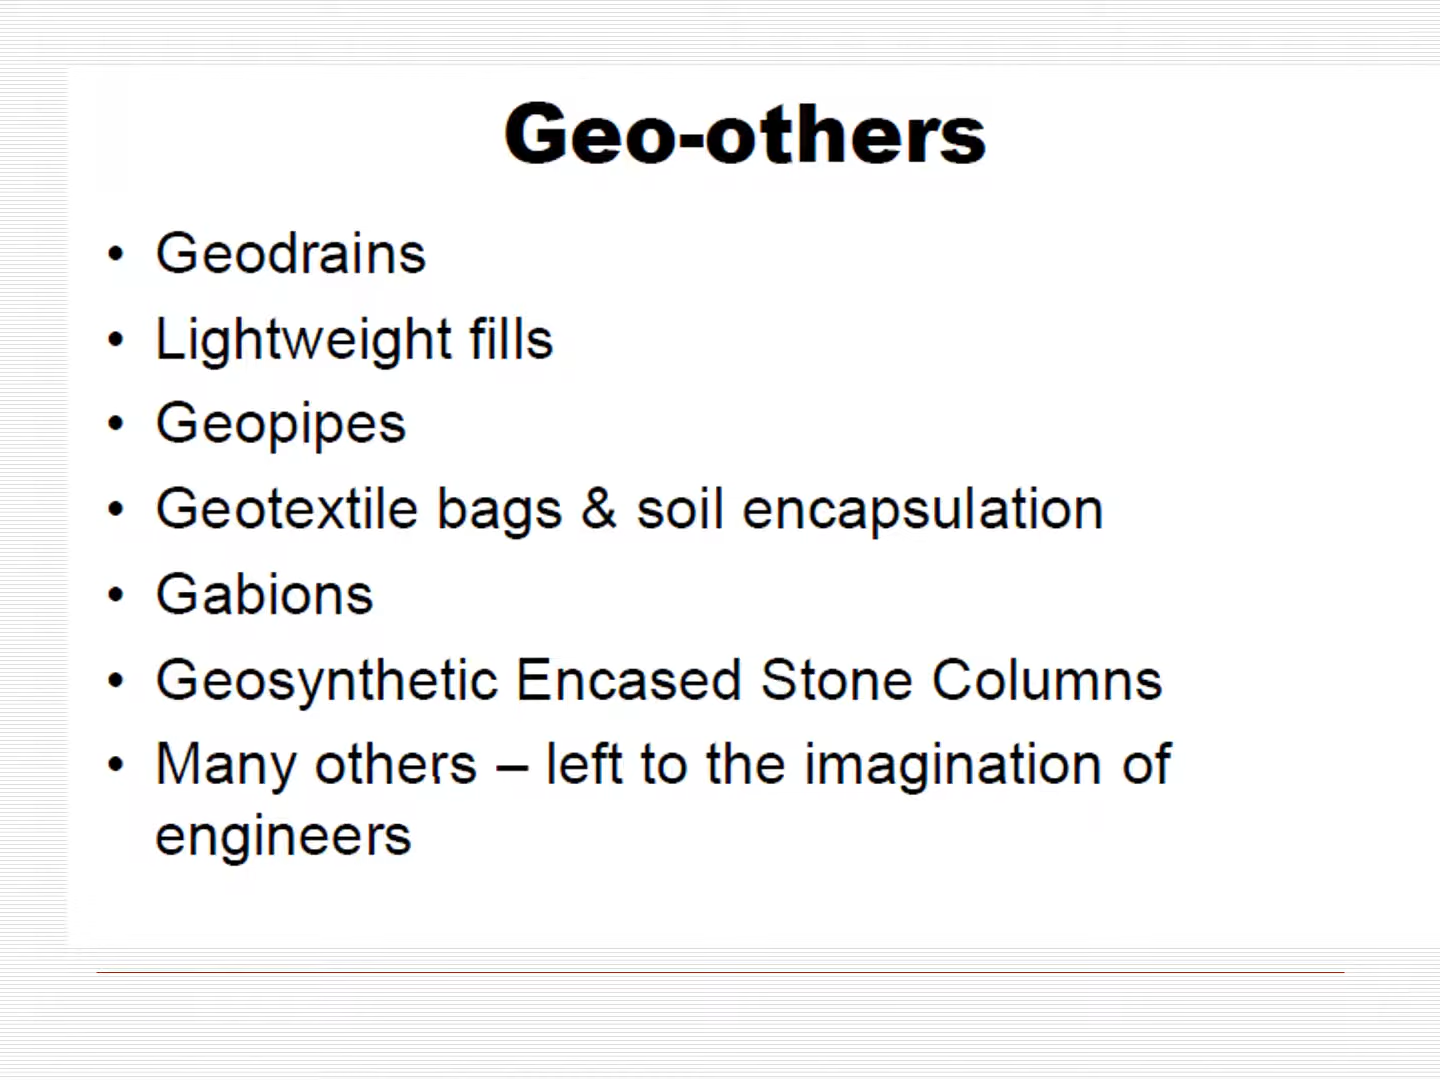 Geo-others
• Geodrains
• Lightweight fills
• Geopipes
• Geotextile bags & soil encapsulation
• Gabions
• Geosynthetic Encased Stone Columns
• Many others – left to the imagination of
engineers